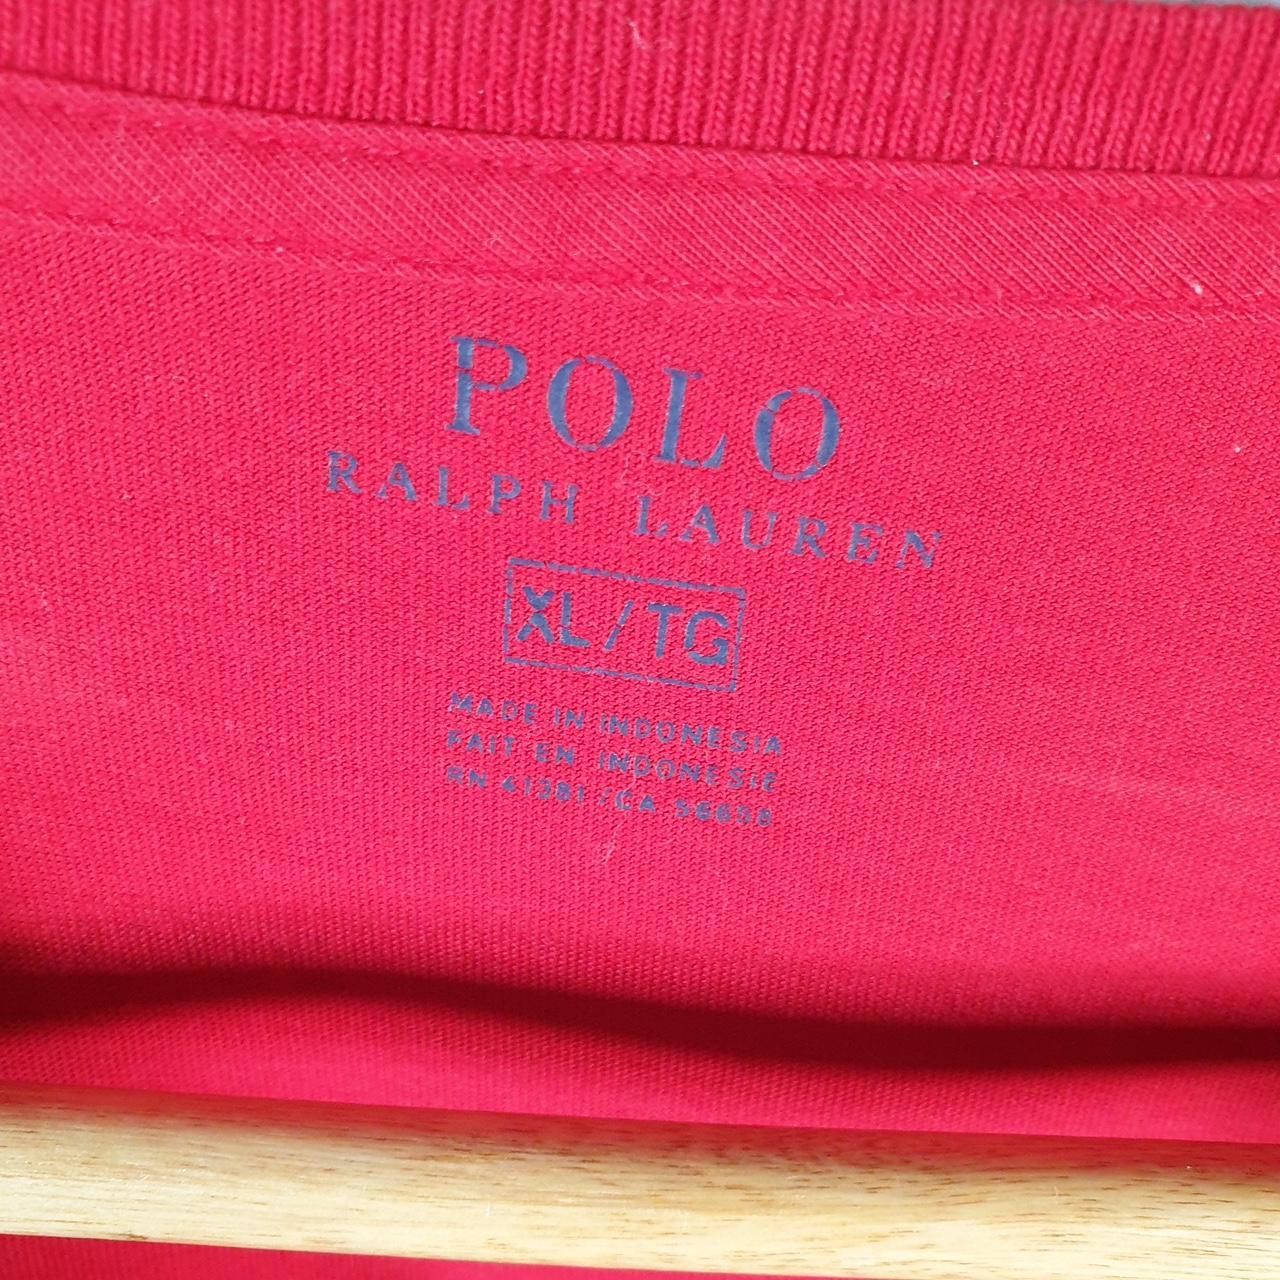 POLO
RALPH LAUREN
XL/TG
MADE IN INDONESIA
FAIT EN INDONESIE
RN 41381 / CA 56658